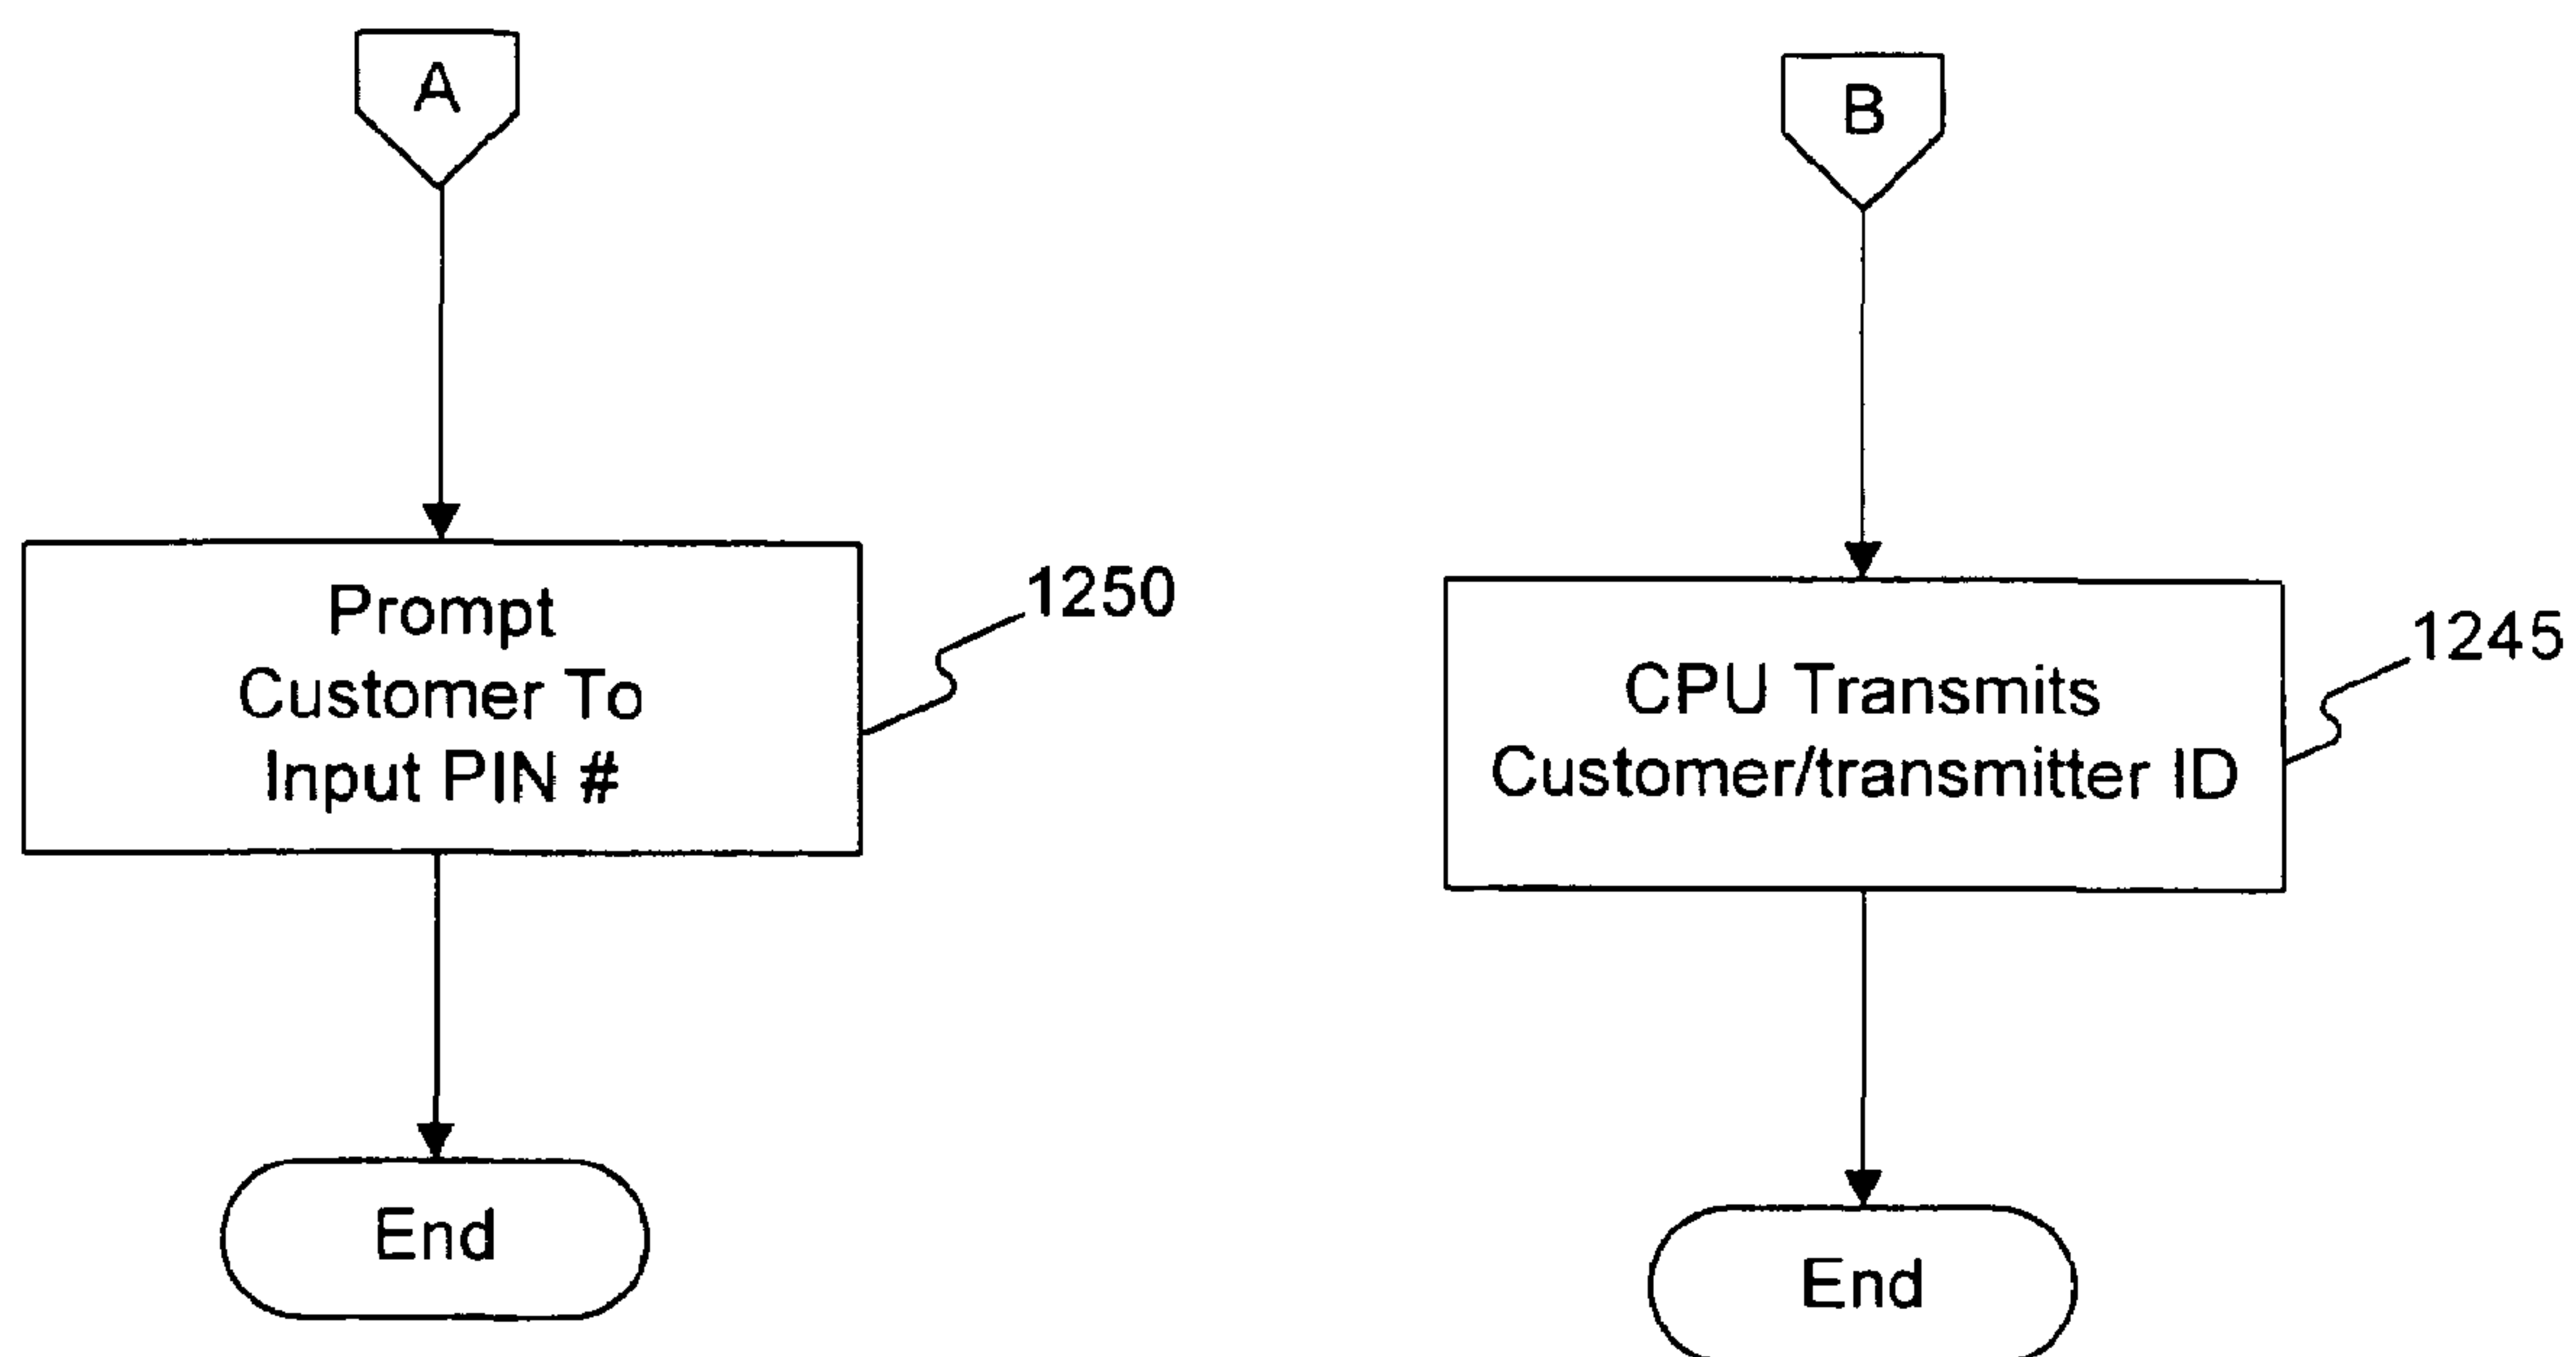 A
Prompt
Customer To
Input PIN #
1250
End
B
CPU Transmits
Customer/transmitter ID
1245
End